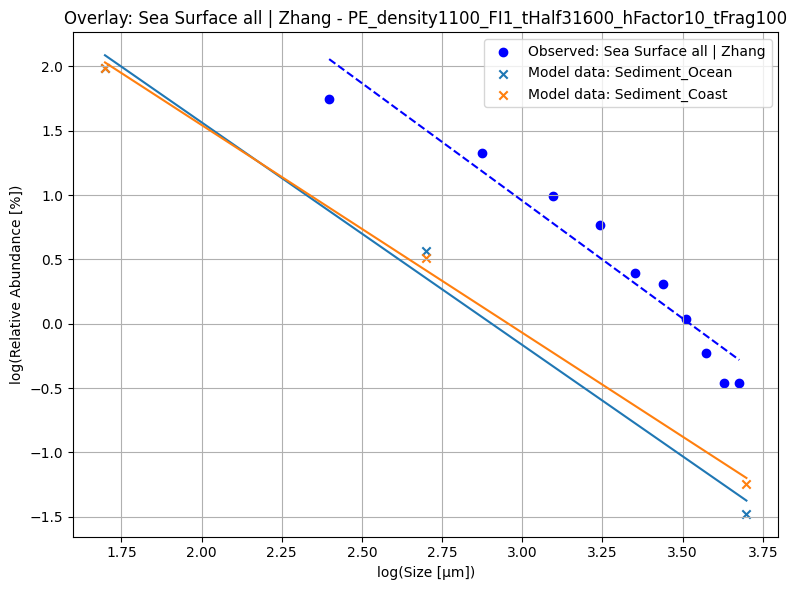 Overlay: Sea Surface all | Zhang - PE_density1100_FI1_tHalf31600_hFactor10_tFrag100
Observed: Sea Surface all | Zhang
Model data: Sediment_Ocean
Model data: Sediment_Coast
log(Relative Abundance [%])
2.0
1.5
1.0
0.5
0.0
−0.5
−1.0
−1.5
1.75 2.00 2.25 2.50 2.75 3.00 3.25 3.50 3.75
log(Size [μm])